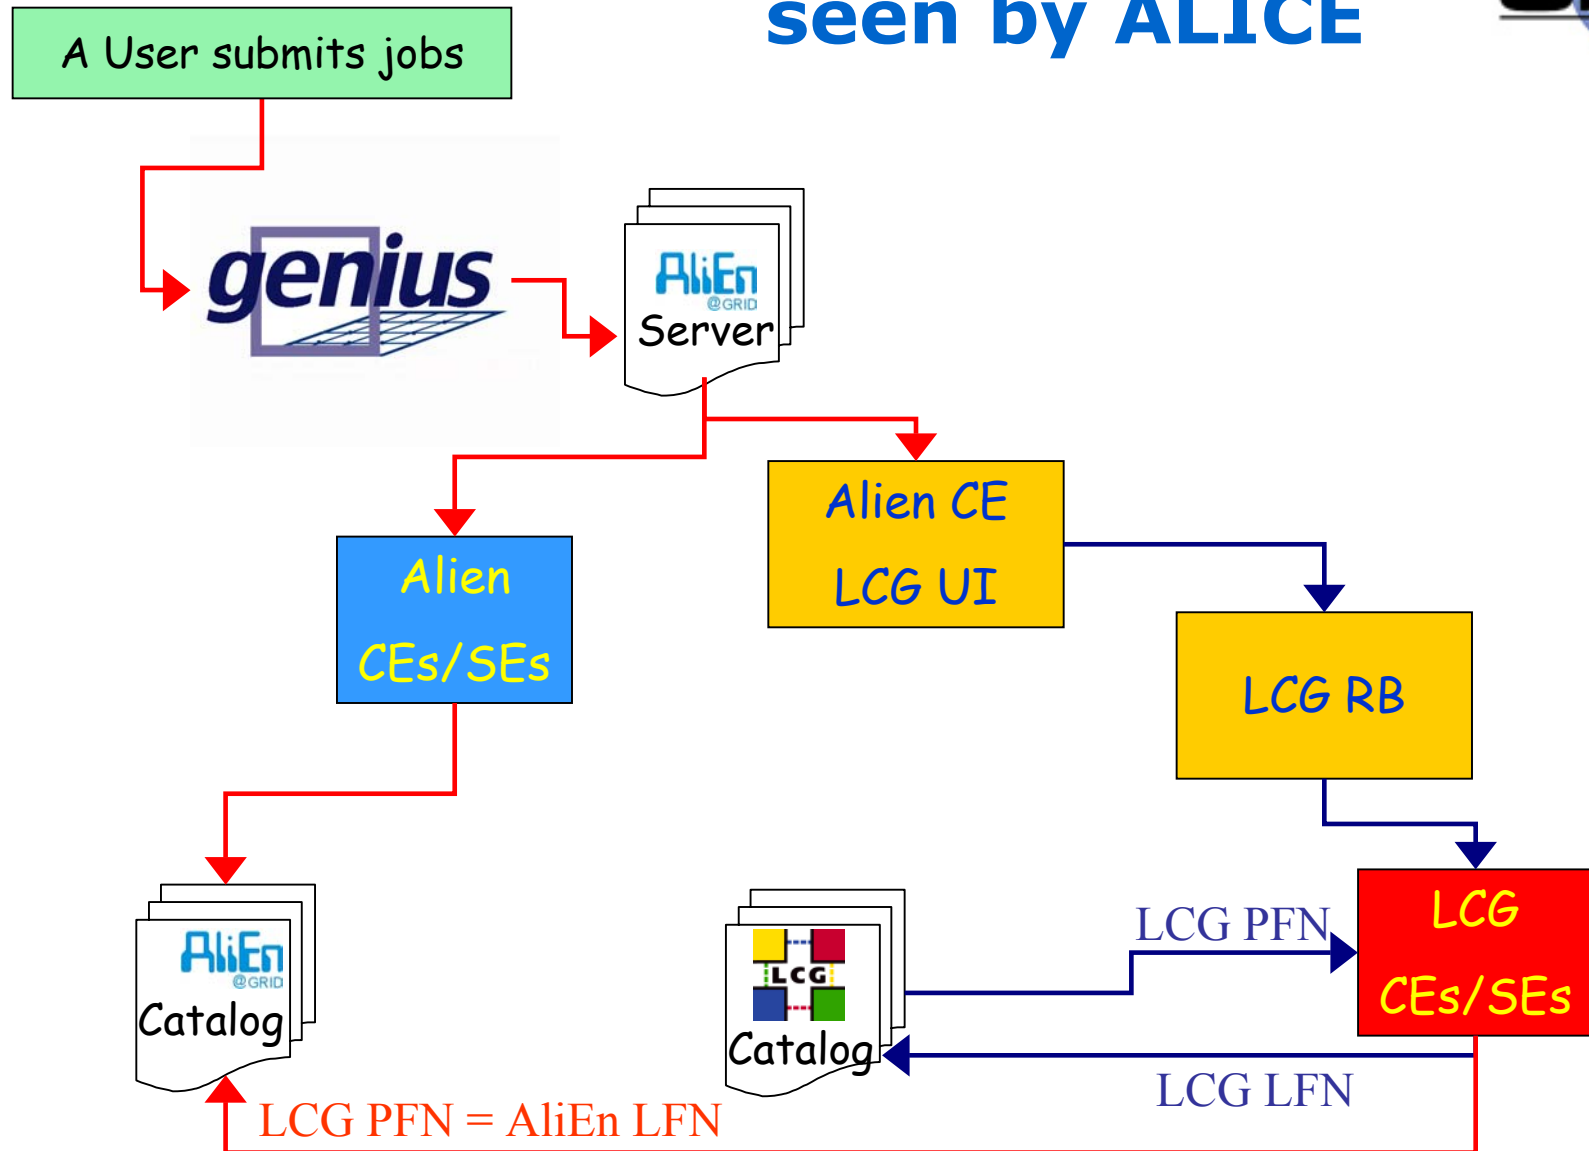 seen by ALICE
A User submits jobs
genius
AliEn
@GRID
Server
Alien CE
LCG UI
Alien
CEs/SEs
LCG RB
LCG PFN
LCG
CEs/SEs
AliEn
@GRID
Catalog
LCG
Catalog
LCG LFN
LCG PFN = AliEn LFN